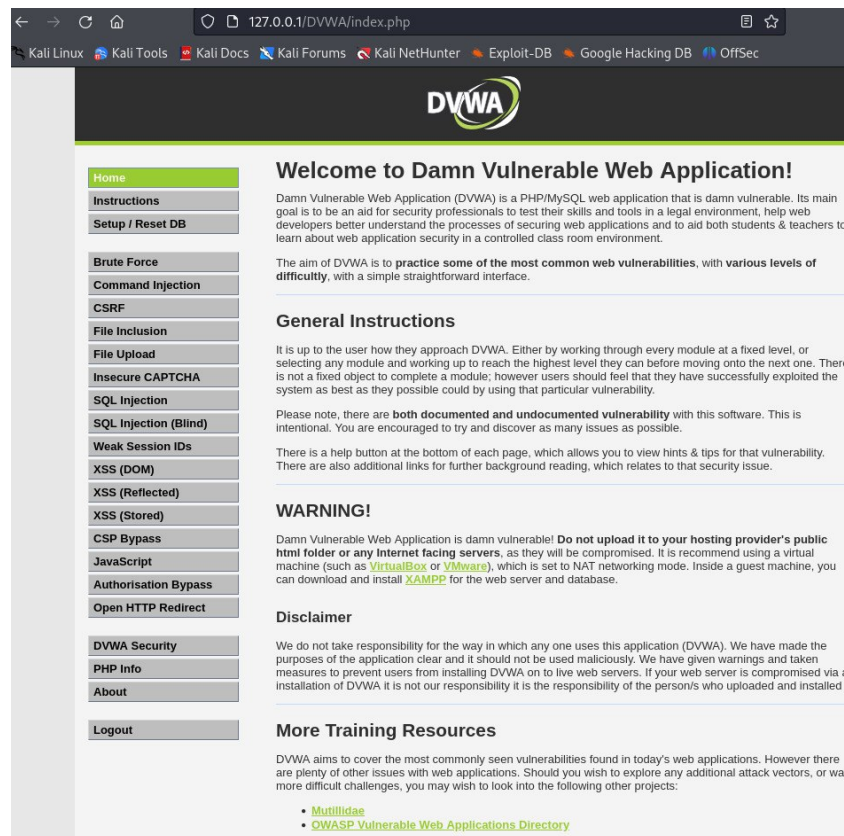 127.0.0.1/DVWA/index.php
Kali Linux Kali Tools Kali Docs Kali Forums Kali NetHunter Exploit-DB Google Hacking DB OffSec
DVWA
Home
Instructions
Setup / Reset DB
Brute Force
Command Injection
CSRF
File Inclusion
File Upload
Insecure CAPTCHA
SQL Injection
SQL Injection (Blind)
Weak Session IDs
XSS (DOM)
XSS (Reflected)
XSS (Stored)
CSP Bypass
JavaScript
Authorisation Bypass
Open HTTP Redirect
DVWA Security
PHP Info
About
Logout
Welcome to Damn Vulnerable Web Application!
Damn Vulnerable Web Application (DVWA) is a PHP/MySQL web application that is damn vulnerable. Its main
goal is to be an aid for security professionals to test their skills and tools in a legal environment, help web
developers better understand the processes of securing web applications and to aid both students & teachers to
learn about web application security in a controlled class room environment.
The aim of DVWA is to practice some of the most common web vulnerabilities, with various levels of
difficultly, with a simple straightforward interface.
General Instructions
It is up to the user how they approach DVWA. Either by working through every module at a fixed level, or
selecting any module and working up to reach the highest level they can before moving onto the next one. There
is not a fixed object to complete a module; however users should feel that they have successfully exploited the
system as best as they possible could by using that particular vulnerability.
Please note, there are both documented and undocumented vulnerability with this software. This is
intentional. You are encouraged to try and discover as many issues as possible.
There is a help button at the bottom of each page, which allows you to view hints & tips for that vulnerability.
There are also additional links for further background reading, which relates to that security issue.
WARNING!
Damn Vulnerable Web Application is damn vulnerable! Do not upload it to your hosting provider's public
html folder or any Internet facing servers, as they will be compromised. It is recommend using a virtual
machine (such as VirtualBox or VMware), which is set to NAT networking mode. Inside a guest machine, you
can download and install XAMPP for the web server and database.
Disclaimer
We do not take responsibility for the way in which any one uses this application (DVWA). We have made the
purposes of the application clear and it should not be used maliciously. We have given warnings and taken
measures to prevent users from installing DVWA on to live web servers. If your web server is compromised via a
installation of DVWA it is not our responsibility it is the responsibility of the person/s who uploaded and installed
More Training Resources
DVWA aims to cover the most commonly seen vulnerabilities found in today's web applications. However there
are plenty of other issues with web applications. Should you wish to explore any additional attack vectors, or wa
more difficult challenges, you may wish to look into the following other projects:
Mutillidae
OWASP Vulnerable Web Applications Directory